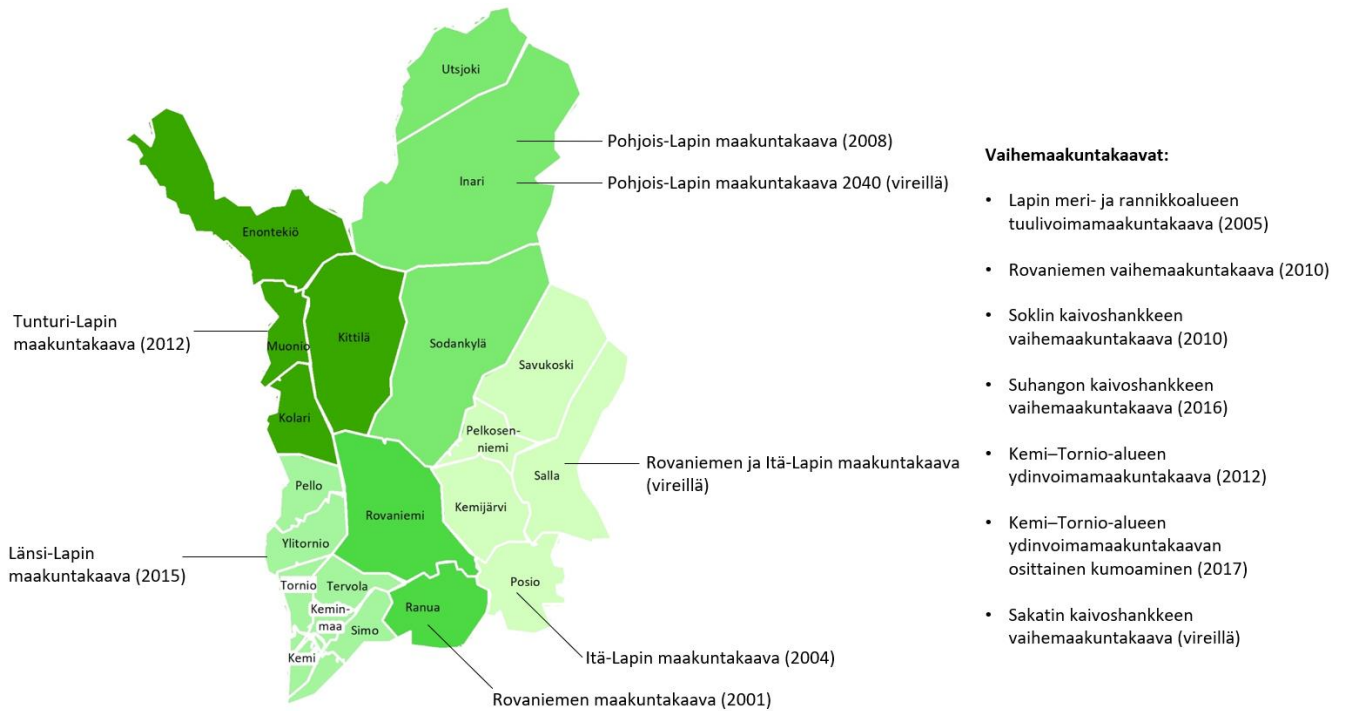 Utsjoki
Pohjois-Lapin maakuntakaava (2008)
Inari
Pohjois-Lapin maakuntakaava 2040 (vireillä)
Enontekiö
Tunturi-Lapin
maakuntakaava (2012)
Muonio
Kittilä
Sodankylä
Savukoski
Kolari
Pelkosen-
niemi
Salla
Rovaniemen ja Itä-Lapin maakuntakaava
(vireillä)
Pello
Rovaniemi
Kemijärvi
Länsi-Lapin
maakuntakaava (2015)
Ylitornio
Tornio
Tervola
Posio
Kemin-
maa
Ranua
Simo
Kemi
Itä-Lapin maakuntakaava (2004)
Rovaniemen maakuntakaava (2001)
Vaihemaakuntakaavat:
• Lapin meri- ja rannikkoalueen
tuulivoimamaakuntakaava (2005)
• Rovaniemen vaihemaakuntakaava (2010)
• Soklin kaivoshankkeen
vaihemaakuntakaava (2010)
• Suhangon kaivoshankkeen
vaihemaakuntakaava (2016)
• Kemi–Tornio-alueen
ydinvoimamaakuntakaava (2012)
• Kemi–Tornio-alueen
ydinvoimamaakuntakaavan
osittainen kumoaminen (2017)
• Sakatin kaivoshankkeen
vaihemaakuntakaava (vireillä)